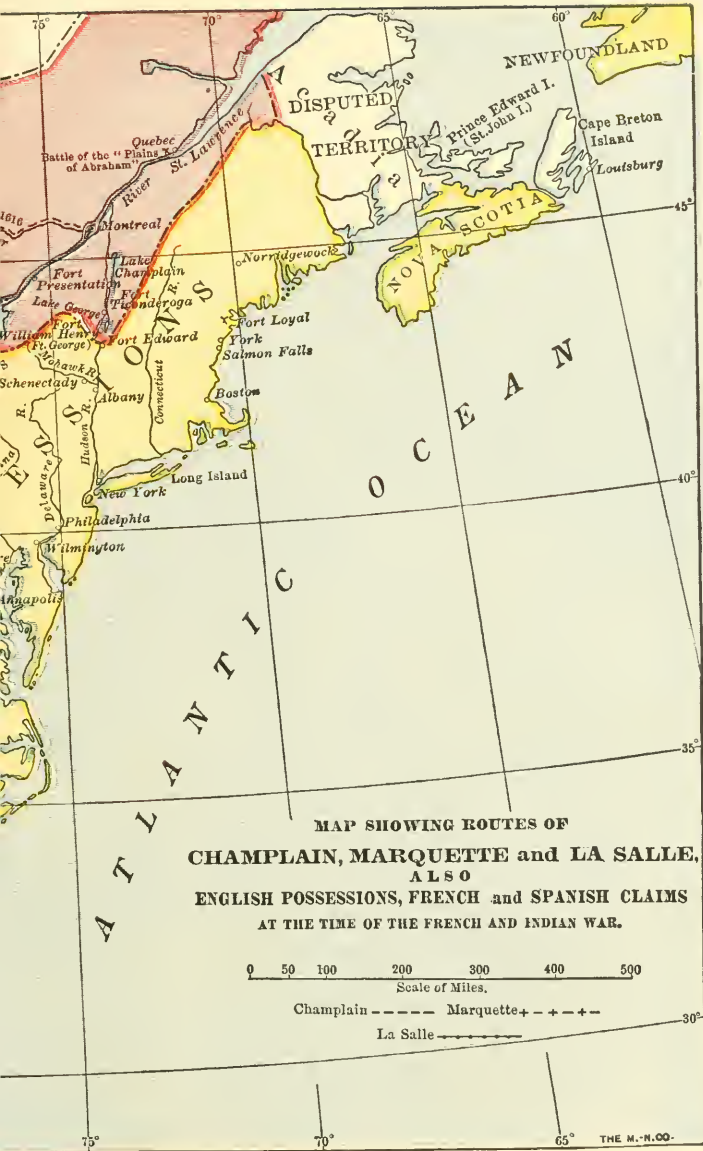 75°
70°
65°
60°
NEWFOUNDLAND
Acadia
DISPUTED
TERRITORY
Prince Edward I.
(St. John I.)
Cape Breton
Island
Loutsburg
Quebec
Battle of the "Plains
of Abraham"
St. Lawrence
River
1616
Montreal
45°
NOVA SCOTIA
Norridgewock
Lake
Champlain
Fort
Presentation
Fort
Ticonderoga
R.
Lake George
Fort
William Henry
(Ft. George)
Fort Edward
Fort Loyal
York
Salmon Falls
Mohawk R.
Schenectady
Albany
Connecticut
Boston
Hudson R.
R.
Delaware
ESSIONS
Long Island
New York
40°
Philadelphia
Wilmington
Annapolis
ATLANTIC OCEAN
35°
MAP SHOWING ROUTES OF
CHAMPLAIN, MARQUETTE and LA SALLE,
ALSO
ENGLISH POSSESSIONS, FRENCH and SPANISH CLAIMS
AT THE TIME OF THE FRENCH AND INDIAN WAR.
0 50 100 200 300 400 500
Scale of Miles.
Champlain Marquette
La Salle
30°
75°
70°
65°
THE M.-N. CO.